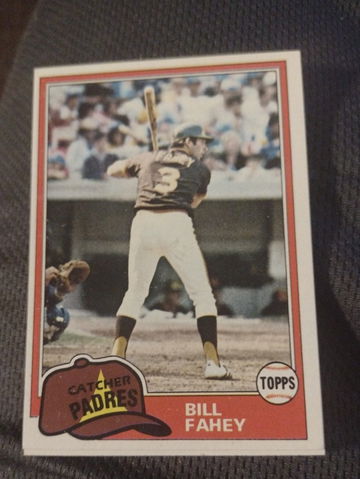 3
CATCHER
PADRES
BILL
FAHEY
TOPPS